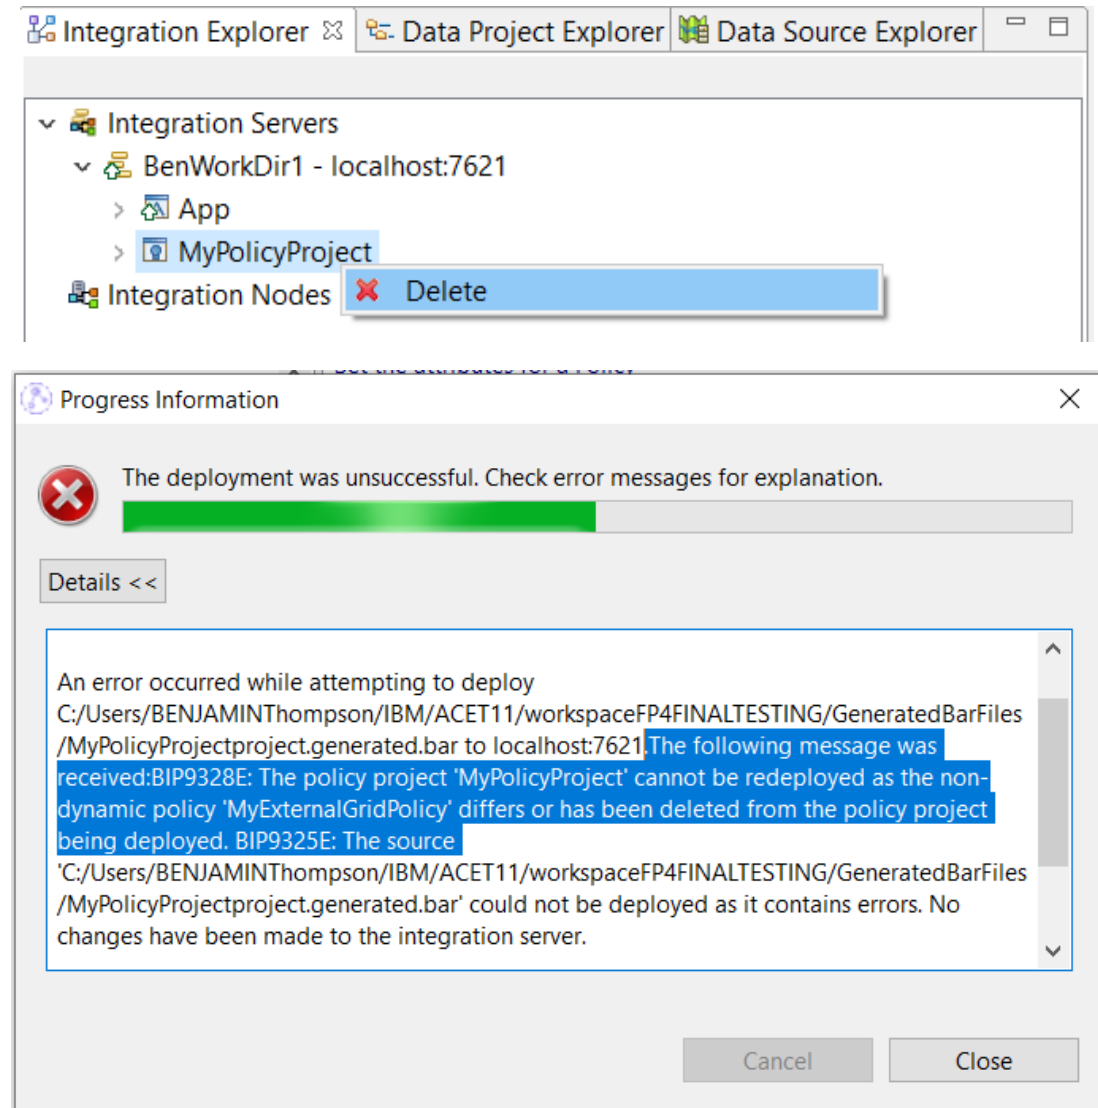 Integration Explorer Data Project Explorer Data Source Explorer
Integration Servers
BenWorkDir1 - localhost:7621
App
MyPolicyProject
Delete
Integration Nodes
Set the attributes for a Policy
Progress Information
The deployment was unsuccessful. Check error messages for explanation.
Details <<
An error occurred while attempting to deploy
C:/Users/BENJAMINThompson/IBM/ACET11/workspaceFP4FINALTESTING/GeneratedBarFiles
/MyPolicyProjectproject.generated.bar to localhost:7621.The following message was
received:BIP9328E: The policy project 'MyPolicyProject' cannot be redeployed as the non-
dynamic policy 'MyExternalGridPolicy' differs or has been deleted from the policy project
being deployed. BIP9325E: The source
'C:/Users/BENJAMINThompson/IBM/ACET11/workspaceFP4FINALTESTING/GeneratedBarFiles
/MyPolicyProjectproject.generated.bar' could not be deployed as it contains errors. No
changes have been made to the integration server.
Cancel Close